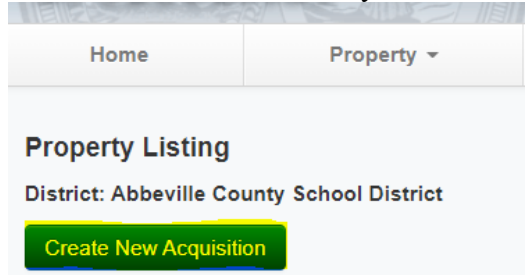 Home Property
Property Listing
District: Abbeville County School District
Create New Acquisition